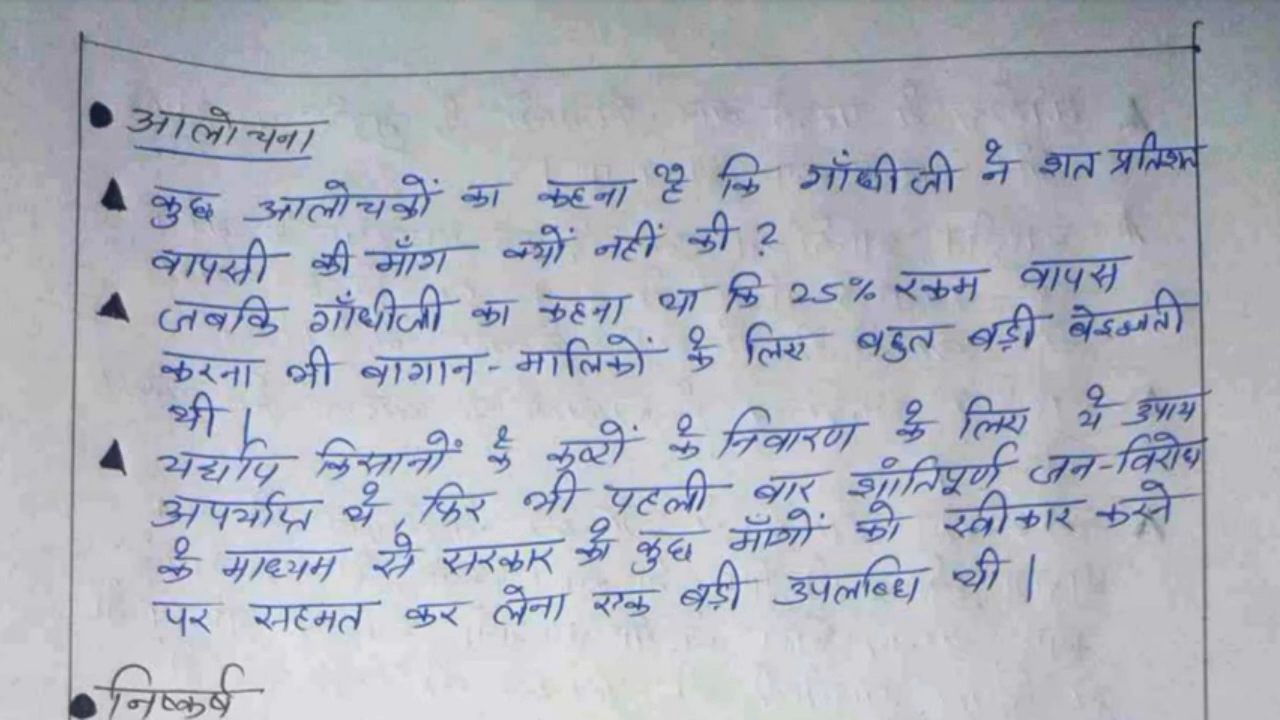 आलोचना
कुछ आलोचकों का कहना है कि गाँधीजी ने शत प्रतिशत
वापसी की माँग क्यों नहीं की ?
जबकि गाँधीजी का कहना था कि 25% रकम वापस
करना भी बागान - मालिकों के लिए बहुत बड़ी बेइज्जती
थी |
यद्यपि किसानों के कष्टों के निवारण के लिए ये उपाय
अपर्याप्त थे, फिर भी पहली बार शांतिपूर्ण जन-विरोध
के माध्यम से सरकार को कुछ माँगों को स्वीकार करने
पर सहमत कर लेना एक बड़ी उपलब्धि थी |
निष्कर्ष